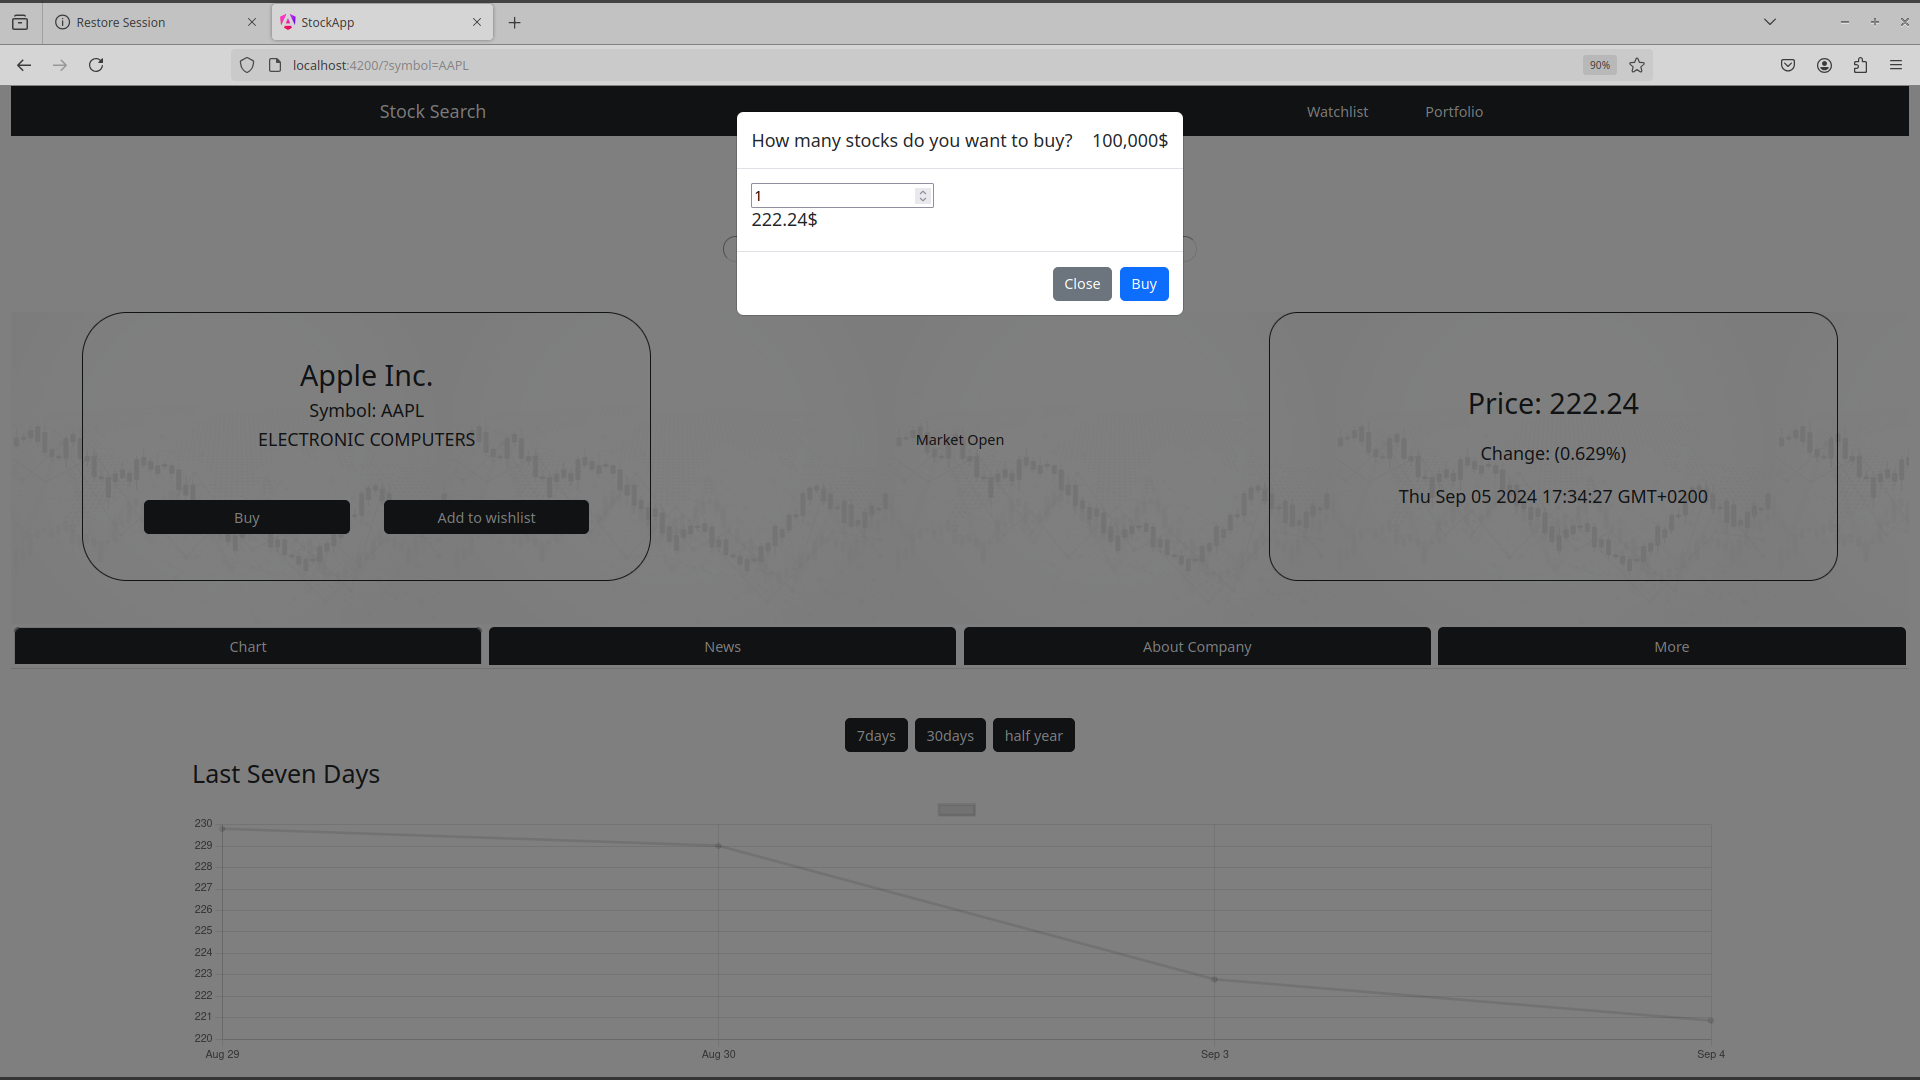 Restore Session
StockApp
localhost:4200/?symbol=AAPL
90%
Stock Search
Watchlist
Portfolio
How many stocks do you want to buy?
100,000$
1
222.24$
Close
Buy
Apple Inc.
Symbol: AAPL
ELECTRONIC COMPUTERS
Buy
Add to wishlist
Market Open
Price: 222.24
Change: (0.629%)
Thu Sep 05 2024 17:34:27 GMT+0200
Chart
News
About Company
More
7days
30days
half year
Last Seven Days
230
229
228
227
226
225
224
223
222
221
220
Aug 29
Aug 30
Sep 3
Sep 4